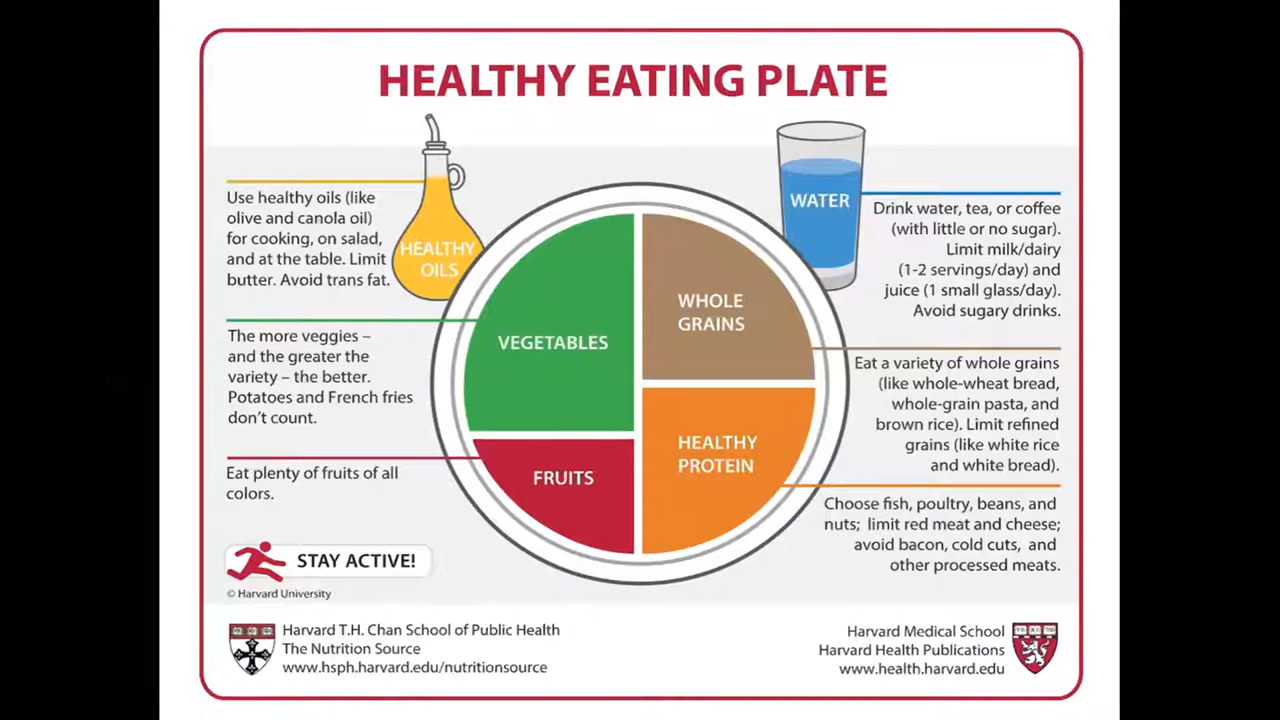 HEALTHY EATING PLATE
Use healthy oils (like
olive and canola oil)
for cooking, on salad,
and at the table. Limit
butter. Avoid trans fat.
HEALTHY
OILS
WATER
Drink water, tea, or coffee
(with little or no sugar).
Limit milk/dairy
(1-2 servings/day) and
juice (1 small glass/day).
Avoid sugary drinks.
The more veggies –
and the greater the
variety – the better.
Potatoes and French fries
don’t count.
VEGETABLES
WHOLE
GRAINS
Eat a variety of whole grains
(like whole-wheat bread,
whole-grain pasta, and
brown rice). Limit refined
grains (like white rice
and white bread).
Eat plenty of fruits of all
colors.
FRUITS
HEALTHY
PROTEIN
Choose fish, poultry, beans, and
nuts; limit red meat and cheese;
avoid bacon, cold cuts, and
other processed meats.
STAY ACTIVE!
© Harvard University
Harvard T.H. Chan School of Public Health
The Nutrition Source
www.hsph.harvard.edu/nutritionsource
Harvard Medical School
Harvard Health Publications
www.health.harvard.edu